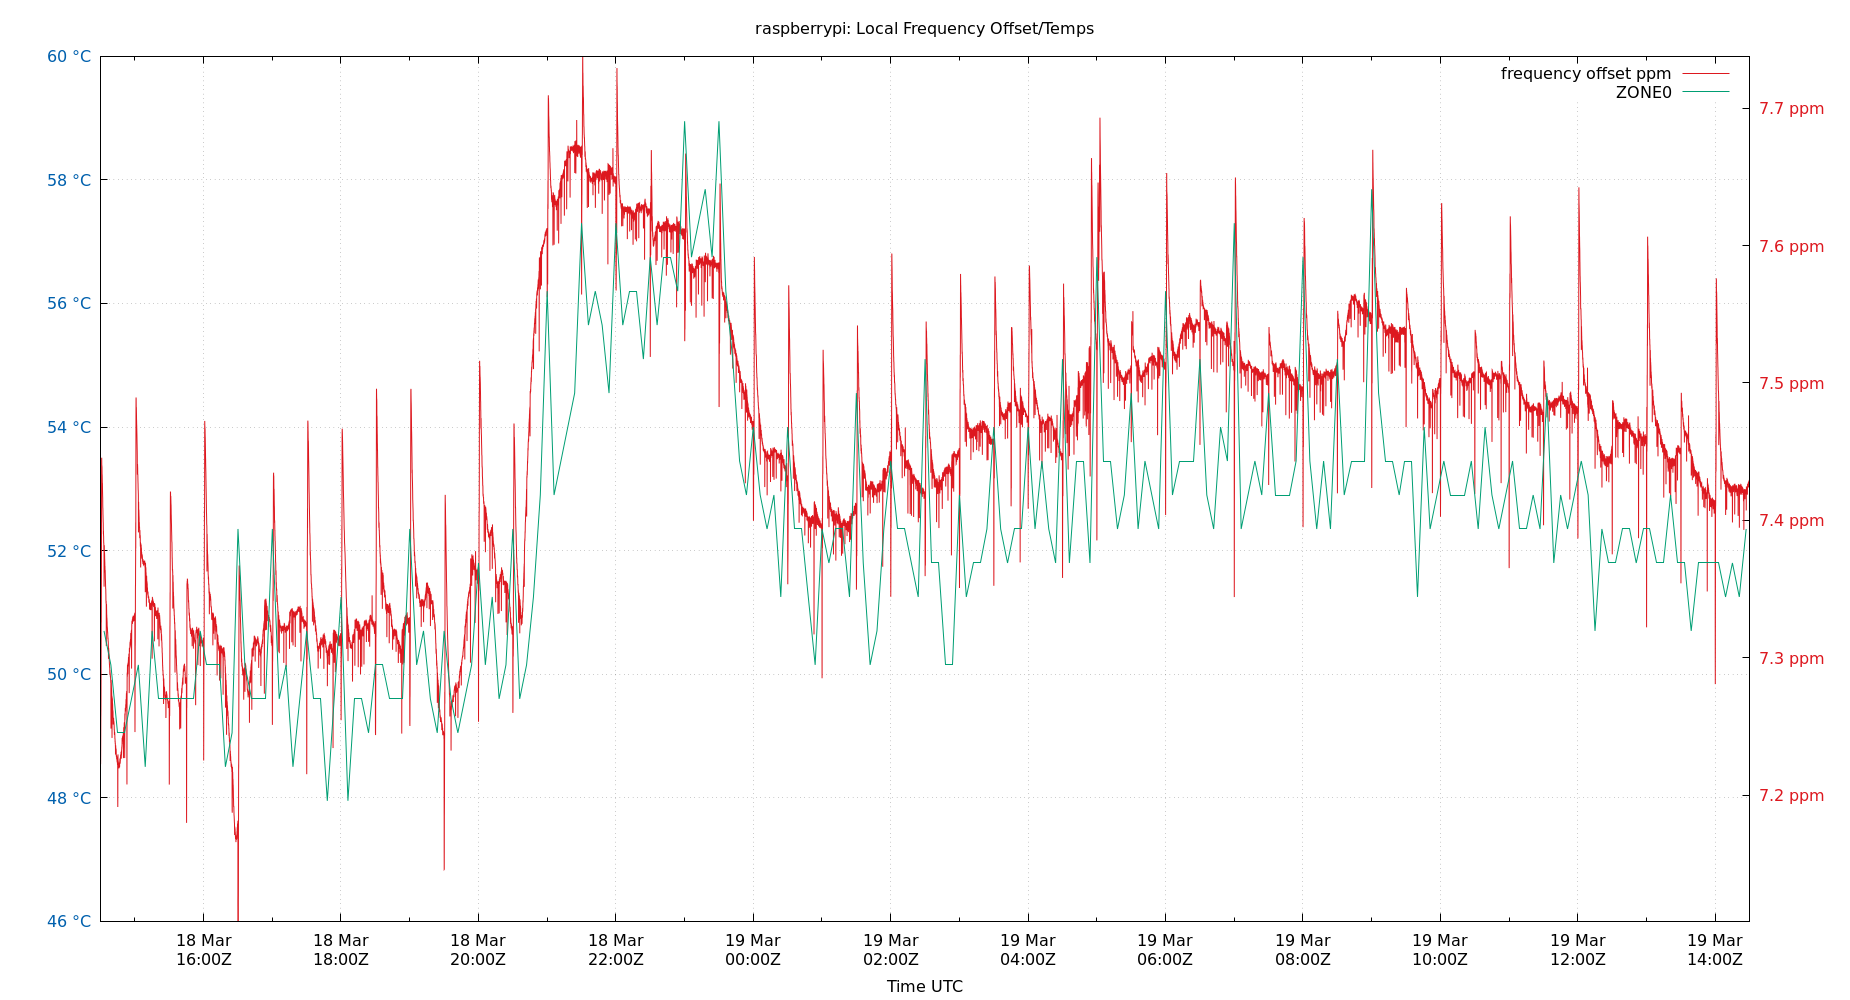 raspberrypi: Local Frequency Offset/Temps
frequency offset ppm
ZONE0
60 °C
58 °C
56 °C
54 °C
52 °C
50 °C
48 °C
46 °C
7.7 ppm
7.6 ppm
7.5 ppm
7.4 ppm
7.3 ppm
7.2 ppm
18 Mar
16:00Z
18 Mar
18:00Z
18 Mar
20:00Z
18 Mar
22:00Z
19 Mar
00:00Z
19 Mar
02:00Z
19 Mar
04:00Z
19 Mar
06:00Z
19 Mar
08:00Z
19 Mar
10:00Z
19 Mar
12:00Z
19 Mar
14:00Z
Time UTC